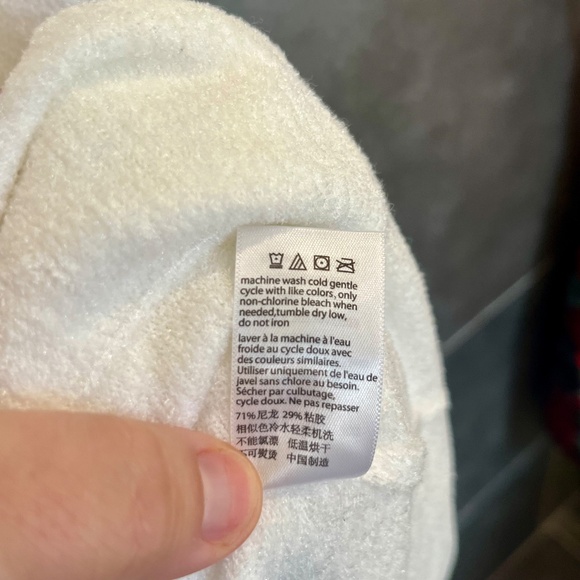 machine wash cold gentle
cycle with like colors, only
non-chlorine bleach when
needed,tumble dry low,
do not iron
laver à la machine à l'eau
froide au cycle doux avec
des couleurs similaires.
Utiliser uniquement de l'eau de
javel sans chlore au besoin.
Sécher par culbutage,
cycle doux. Ne pas repasser
71%尼龙 29%粘胶
相似色冷水轻柔机洗
不能氯漂 低温烘干
不可熨烫 中国制造